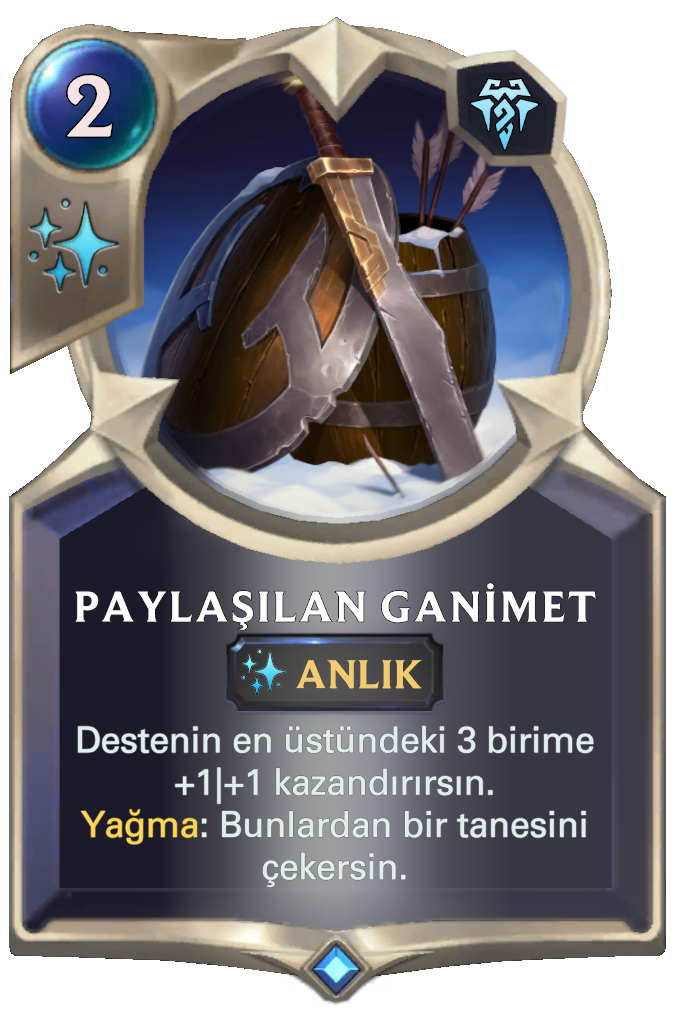 2
PAYLAŞILAN GANİMET
ANLIK
Destenin en üstündeki 3 birime
+1|+1 kazandırırsın.
Yağma: Bunlardan bir tanesini
çekersin.